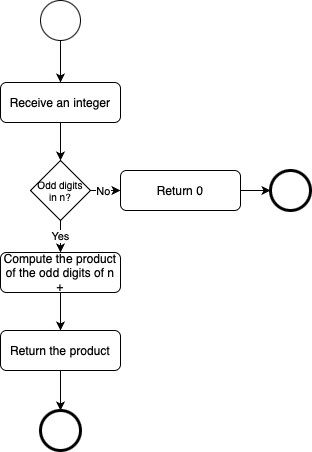 Receive an integer
Odd digits
in n?
No
Return 0
Yes
Compute the product
of the odd digits of n
+
Return the product